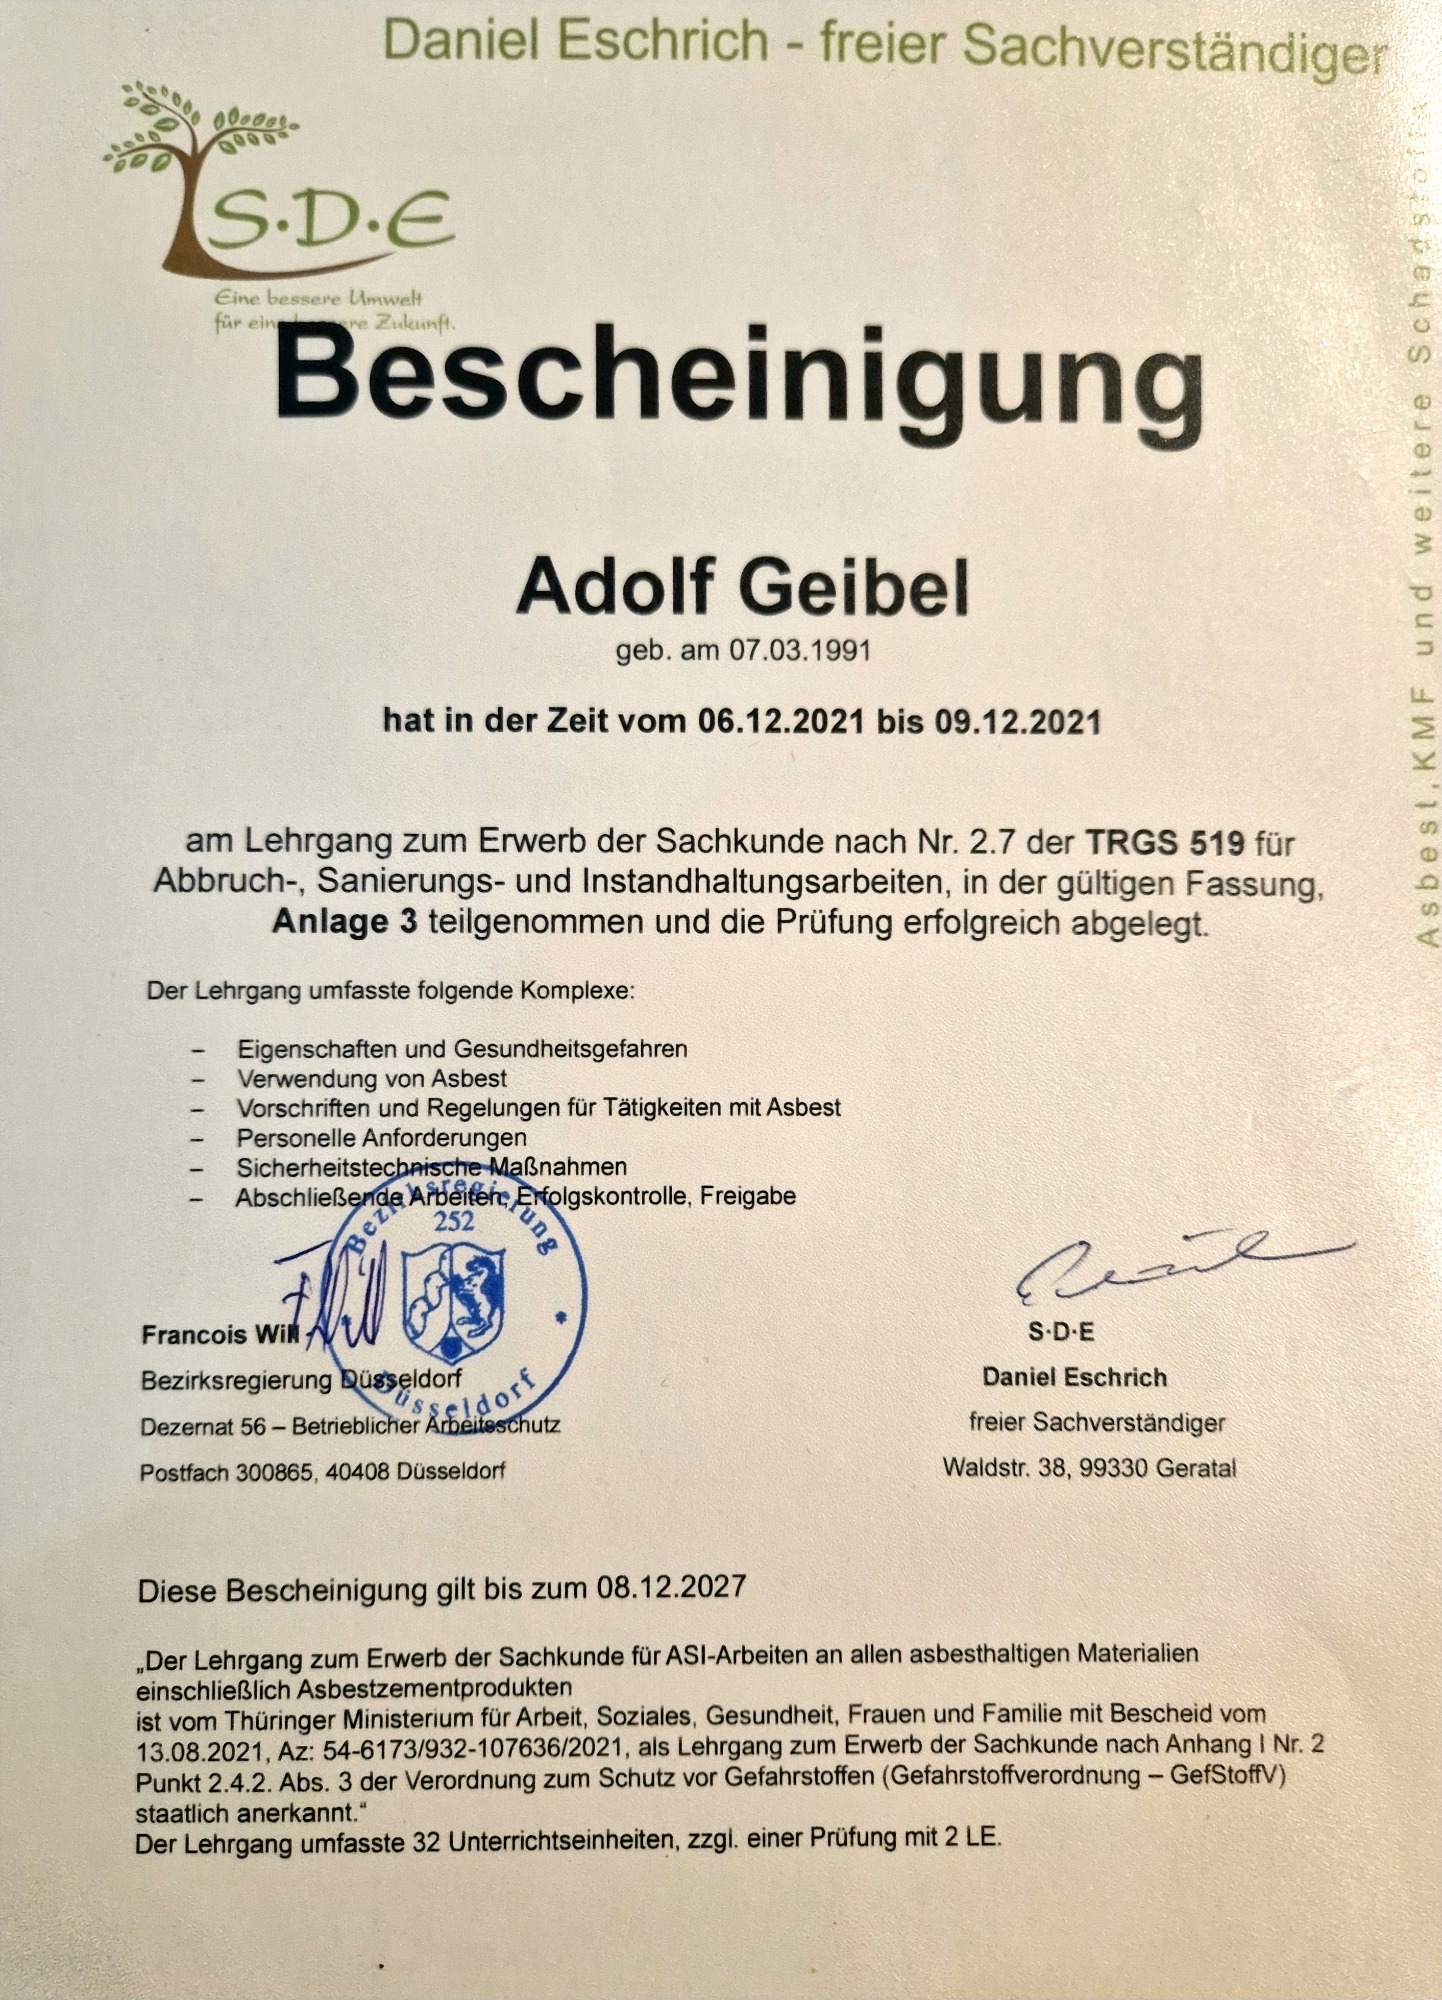 Daniel Eschrich - freier Sachverständiger
S·D·E
Eine bessere Umwelt
für eine bessere Zukunft.
Bescheinigung
Adolf Geibel
geb. am 07.03.1991
hat in der Zeit vom 06.12.2021 bis 09.12.2021
am Lehrgang zum Erwerb der Sachkunde nach Nr. 2.7 der TRGS 519 für
Abbruch-, Sanierungs- und Instandhaltungsarbeiten, in der gültigen Fassung,
Anlage 3 teilgenommen und die Prüfung erfolgreich abgelegt.
Der Lehrgang umfasste folgende Komplexe:
– Eigenschaften und Gesundheitsgefahren
– Verwendung von Asbest
– Vorschriften und Regelungen für Tätigkeiten mit Asbest
– Personelle Anforderungen
– Sicherheitstechnische Maßnahmen
– Abschließende Arbeiten, Erfolgskontrolle, Freigabe
Bezirksregierung
252
Düsseldorf
Francois Will
Bezirksregierung Düsseldorf
Dezernat 56 – Betrieblicher Arbeitsschutz
Postfach 300865, 40408 Düsseldorf
S·D·E
Daniel Eschrich
freier Sachverständiger
Waldstr. 38, 99330 Geratal
Diese Bescheinigung gilt bis zum 08.12.2027
„Der Lehrgang zum Erwerb der Sachkunde für ASI-Arbeiten an allen asbesthaltigen Materialien
einschließlich Asbestzementprodukten
ist vom Thüringer Ministerium für Arbeit, Soziales, Gesundheit, Frauen und Familie mit Bescheid vom
13.08.2021, Az: 54-6173/932-107636/2021, als Lehrgang zum Erwerb der Sachkunde nach Anhang I Nr. 2
Punkt 2.4.2. Abs. 3 der Verordnung zum Schutz vor Gefahrstoffen (Gefahrstoffverordnung – GefStoffV)
staatlich anerkannt.“
Der Lehrgang umfasste 32 Unterrichtseinheiten, zzgl. einer Prüfung mit 2 LE.
Asbest, KMF und weitere Schadstoffe